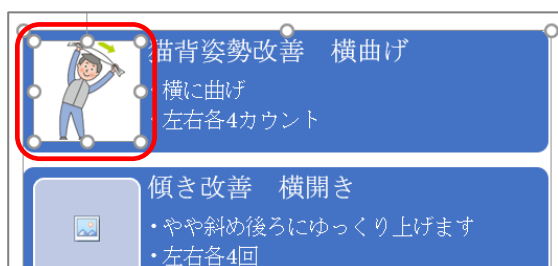 猫背姿勢改善　横曲げ
・横に曲げ
・左右各4カウント
傾き改善　横開き
・やや斜め後ろにゆっくり上げます
・左右各4回